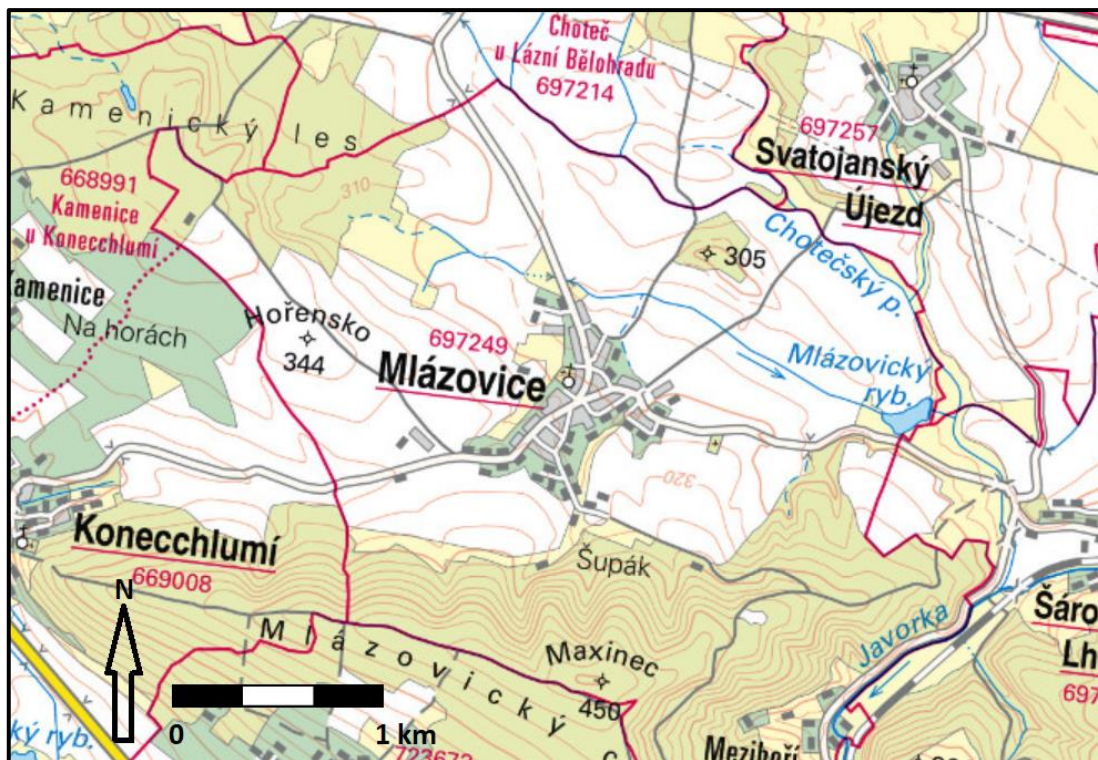 Choteč
u Lázní Bělohradu
697214
Kamenický les
697257
Svatojanský
Újezd
668991
Kamenice
u Konecchlumí
310
305
Chotečský p.
Kamenice
Na horách
Hořensko
344
697249
Mlázovice
Mlázovický
ryb.
320
Konecchlumí
669008
Šupák
N
Mlázovický
Maxinec
450
Javorka
Šáro
Lh
697
0
1 km
ký ryb.
Meziboří